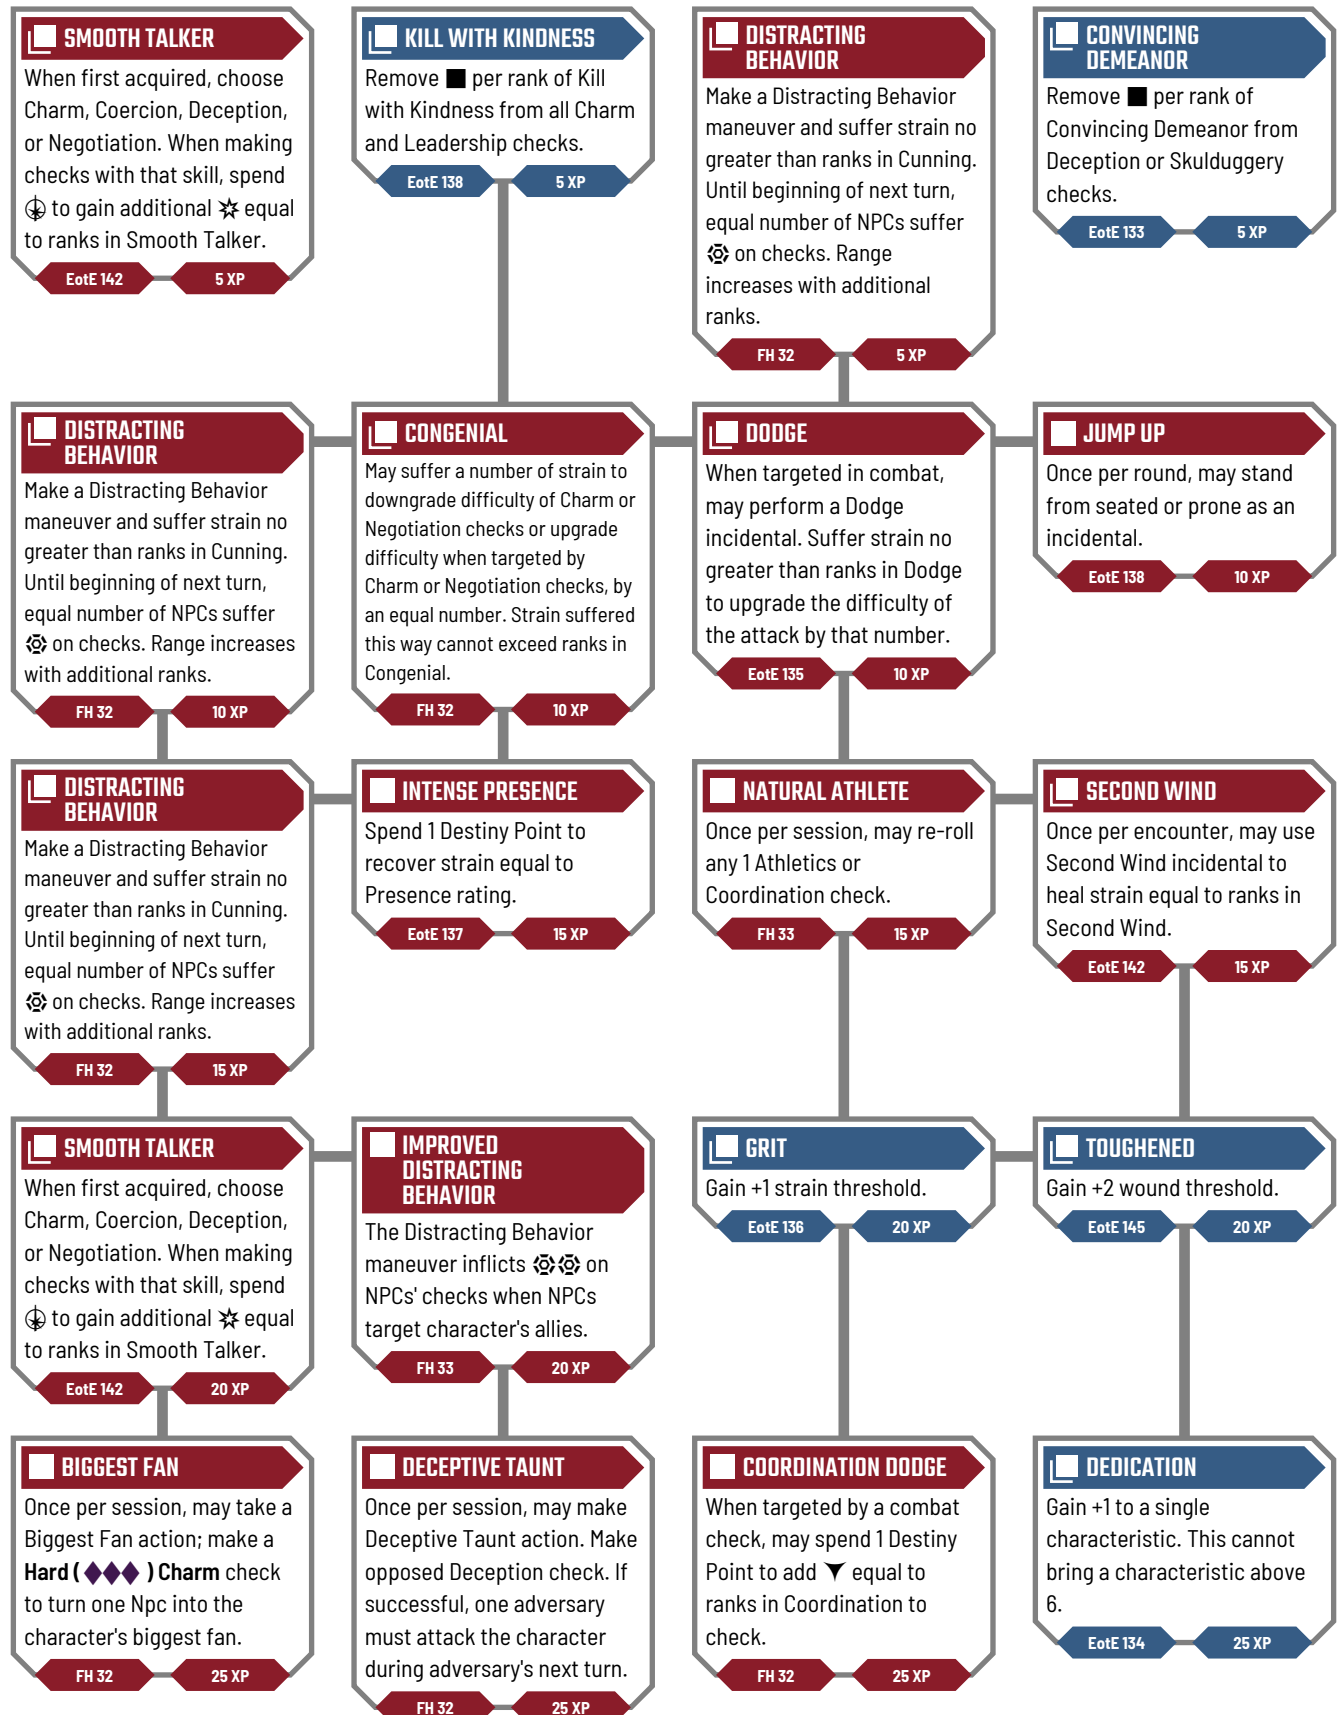 SMOOTH TALKER
When first acquired, choose
Charm, Coercion, Deception,
or Negotiation. When making
checks with that skill, spend
to gain additional equal
to ranks in Smooth Talker.
EotE 142 5 XP
KILL WITH KINDNESS
Remove ■ per rank of Kill
with Kindness from all Charm
and Leadership checks.
EotE 138 5 XP
DISTRACTING
BEHAVIOR
Make a Distracting Behavior
maneuver and suffer strain no
greater than ranks in Cunning.
Until beginning of next turn,
equal number of NPCs suffer
on checks. Range
increases with additional
ranks.
FH 32 5 XP
CONVINCING
DEMEANOR
Remove ■ per rank of
Convincing Demeanor from
Deception or Skulduggery
checks.
EotE 133 5 XP
DISTRACTING
BEHAVIOR
Make a Distracting Behavior
maneuver and suffer strain no
greater than ranks in Cunning.
Until beginning of next turn,
equal number of NPCs suffer
on checks. Range increases
with additional ranks.
FH 32 10 XP
CONGENIAL
May suffer a number of strain to
downgrade difficulty of Charm or
Negotiation checks or upgrade
difficulty when targeted by
Charm or Negotiation checks, by
an equal number. Strain suffered
this way cannot exceed ranks in
Congenial.
FH 32 10 XP
DODGE
When targeted in combat,
may perform a Dodge
incidental. Suffer strain no
greater than ranks in Dodge
to upgrade the difficulty of
the attack by that number.
EotE 135 10 XP
JUMP UP
Once per round, may stand
from seated or prone as an
incidental.
EotE 138 10 XP
DISTRACTING
BEHAVIOR
Make a Distracting Behavior
maneuver and suffer strain no
greater than ranks in Cunning.
Until beginning of next turn,
equal number of NPCs suffer
on checks. Range increases
with additional ranks.
FH 32 15 XP
INTENSE PRESENCE
Spend 1 Destiny Point to
recover strain equal to
Presence rating.
EotE 137 15 XP
NATURAL ATHLETE
Once per session, may re-roll
any 1 Athletics or
Coordination check.
FH 33 15 XP
SECOND WIND
Once per encounter, may use
Second Wind incidental to
heal strain equal to ranks in
Second Wind.
EotE 142 15 XP
SMOOTH TALKER
When first acquired, choose
Charm, Coercion, Deception,
or Negotiation. When making
checks with that skill, spend
to gain additional equal
to ranks in Smooth Talker.
EotE 142 20 XP
IMPROVED
DISTRACTING
BEHAVIOR
The Distracting Behavior
maneuver inflicts on
NPCs' checks when NPCs
target character's allies.
FH 33 20 XP
GRIT
Gain +1 strain threshold.
EotE 136 20 XP
TOUGHENED
Gain +2 wound threshold.
EotE 145 20 XP
BIGGEST FAN
Once per session, may take a
Biggest Fan action; make a
Hard (◆◆◆) Charm check
to turn one Npc into the
character's biggest fan.
FH 32 25 XP
DECEPTIVE TAUNT
Once per session, may make
Deceptive Taunt action. Make
opposed Deception check. If
successful, one adversary
must attack the character
during adversary's next turn.
FH 32 25 XP
COORDINATION DODGE
When targeted by a combat
check, may spend 1 Destiny
Point to add equal to
ranks in Coordination to
check.
FH 32 25 XP
DEDICATION
Gain +1 to a single
characteristic. This cannot
bring a characteristic above
6.
EotE 134 25 XP